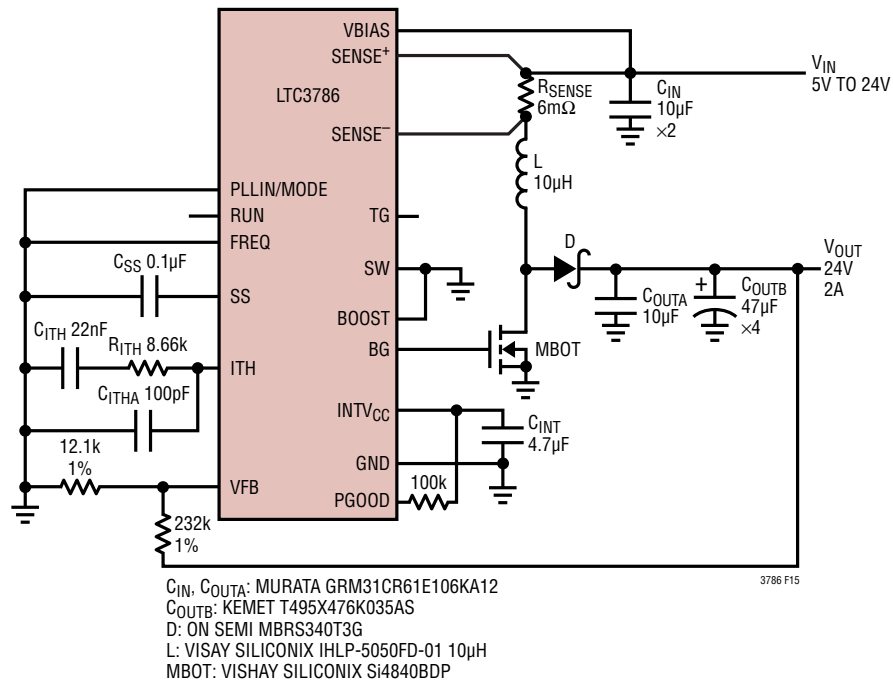 VBIAS
SENSE+
LTC3786
SENSE–
PLLIN/MODE
RUN
FREQ
SS
ITH
VFB
TG
SW
BOOST
BG
INTVCC
GND
PGOOD
CSS 0.1µF
CITH 22nF
RITH 8.66k
CITHA 100pF
12.1k
1%
232k
1%
RSENSE
6mΩ
CIN
10µF
×2
VIN
5V TO 24V
L
10µH
D
VOUT
24V
2A
COUTA
10µF
+
COUTB
47µF
×4
MBOT
CINT
4.7µF
100k
3786 F15
CIN, COUTA: MURATA GRM31CR61E106KA12
COUTB: KEMET T495X476K035AS
D: ON SEMI MBRS340T3G
L: VISAY SILICONIX IHLP-5050FD-01 10µH
MBOT: VISHAY SILICONIX Si4840BDP